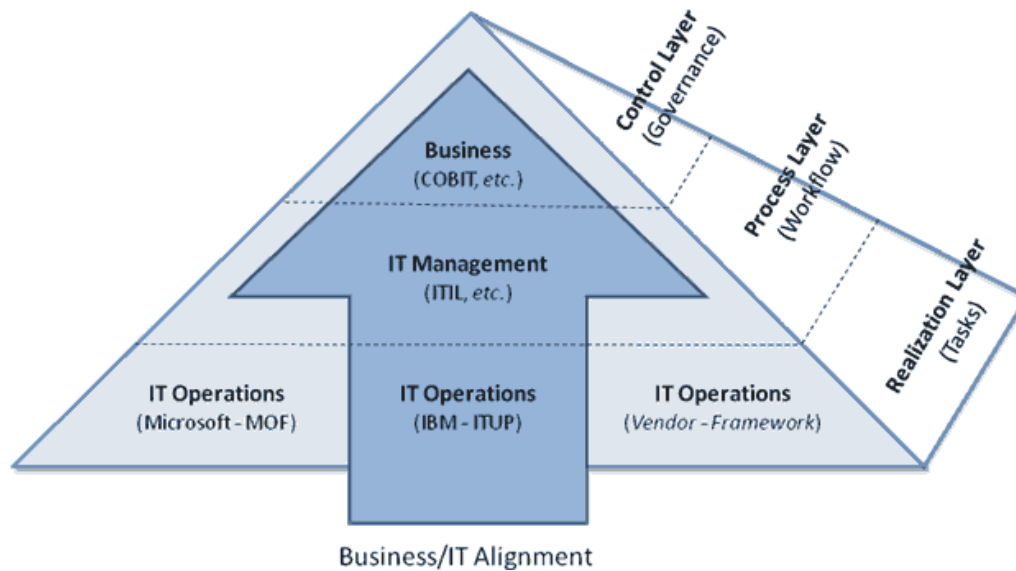 Control Layer
(Governance)
Process Layer
(Workflow)
Realization Layer
(Tasks)
Business
(COBIT, etc.)
IT Management
(ITIL, etc.)
IT Operations
(Microsoft - MOF)
IT Operations
(IBM - ITUP)
IT Operations
(Vendor - Framework)
Business/IT Alignment